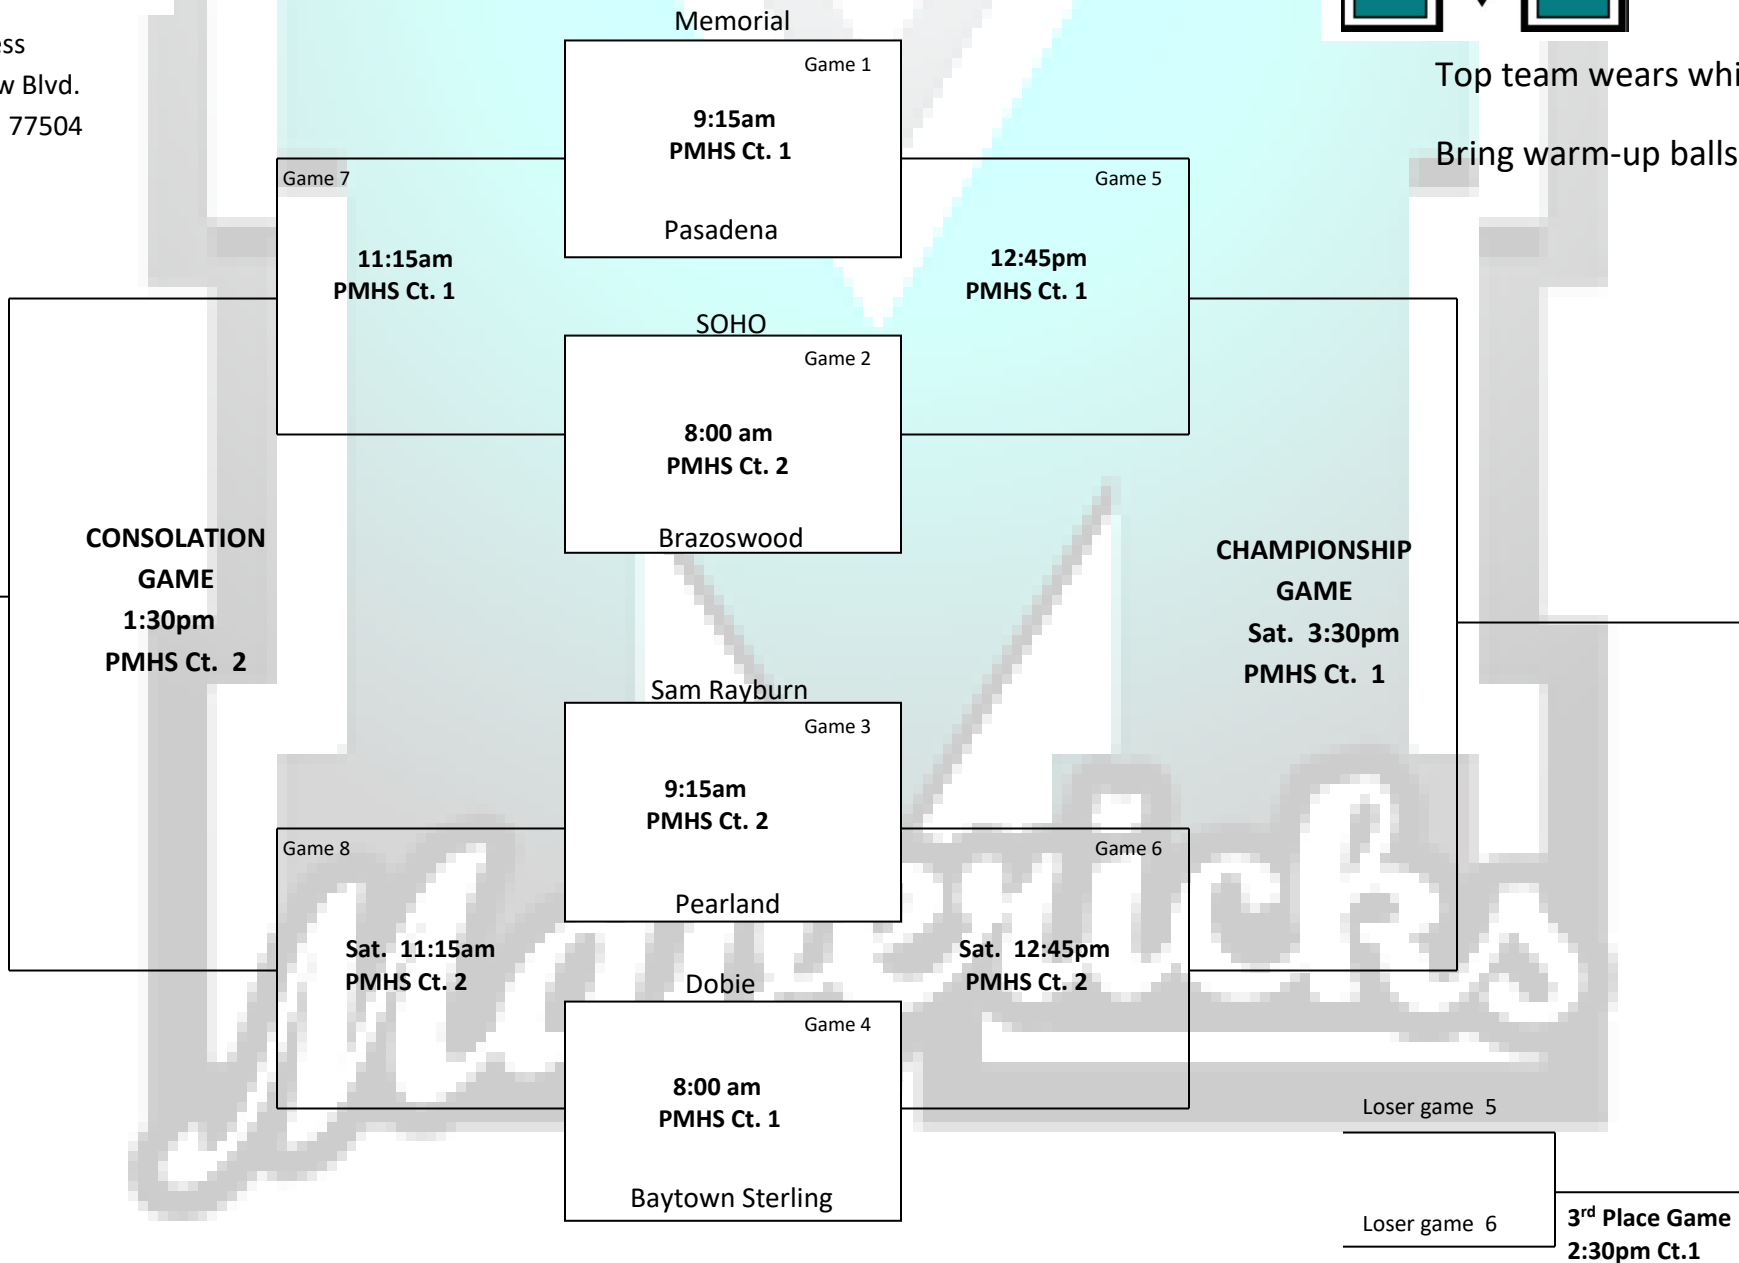 Memorial
ess
w Blvd.
77504
Game 1
9:15am
PMHS Ct. 1
Pasadena
Top team wears whi
Bring warm-up balls
Game 7
11:15am
PMHS Ct. 1
Game 5
12:45pm
PMHS Ct. 1
SOHO
Game 2
8:00 am
PMHS Ct. 2
Brazoswood
CONSOLATION
GAME
1:30pm
PMHS Ct. 2
CHAMPIONSHIP
GAME
Sat. 3:30pm
PMHS Ct. 1
Sam Rayburn
Game 3
9:15am
PMHS Ct. 2
Pearland
Game 8
Sat. 11:15am
PMHS Ct. 2
Game 6
Sat. 12:45pm
PMHS Ct. 2
Dobie
Game 4
8:00 am
PMHS Ct. 1
Baytown Sterling
Mavericks
Loser game 5
Loser game 6
3rd Place Game
2:30pm Ct.1